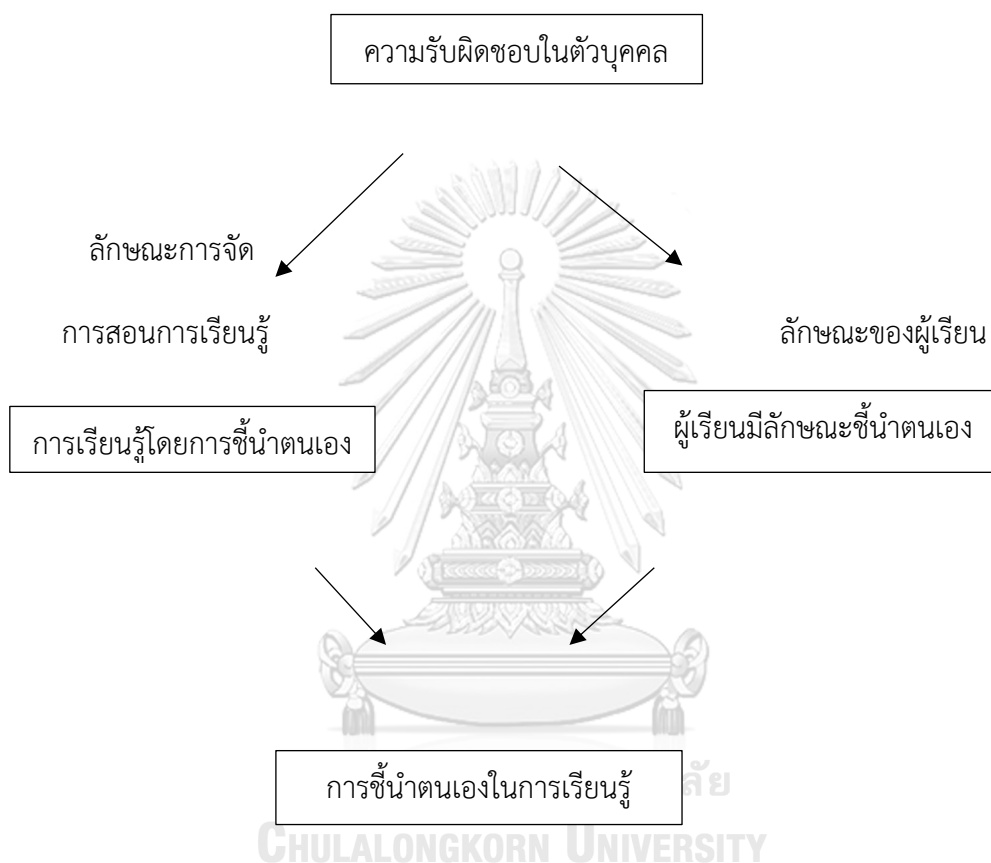 ความรับผิดชอบในตัวบุคคล
ลักษณะการจัด
การสอนการเรียนรู้
ลักษณะของผู้เรียน
การเรียนรู้โดยการชี้นำตนเอง
ผู้เรียนมีลักษณะชี้นำตนเอง
การชี้นำตนเองในการเรียนรู้
ลัย
CHULALONGKORN UNIVERSITY